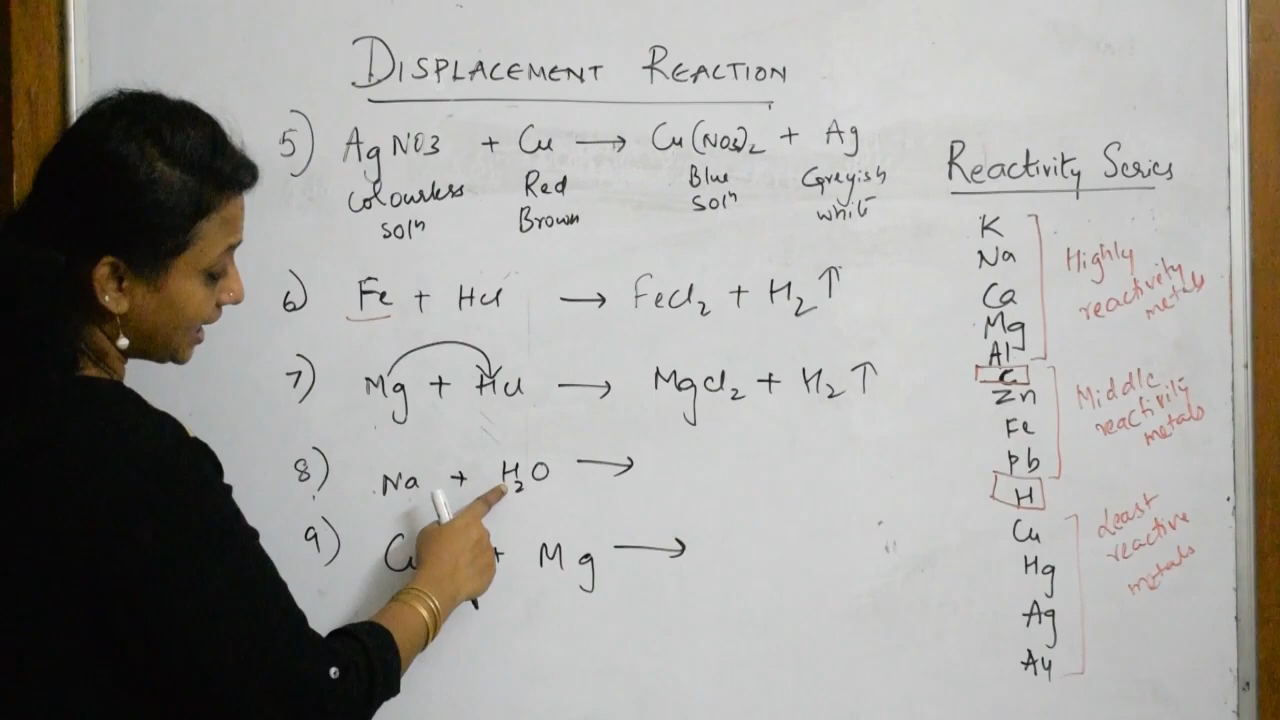 DISPLACEMENT REACTION
5) AgNO3 + Cu → Cu(NO3)2 + Ag
colourless Red Blue Greyish
soln Brown soln white
6) Fe + HCl → FeCl2 + H2 ↑
7) Mg + HCl → MgCl2 + H2 ↑
8) Na + H2O →
9) + Mg →
Reactivity Series
K
Na
Ca
Mg
Al
C
Zn
Fe
Pb
H
Cu
Hg
Ag
Au
Highly
reactivity
metals
Middle
reactivity
metals
Least
reactive
metals